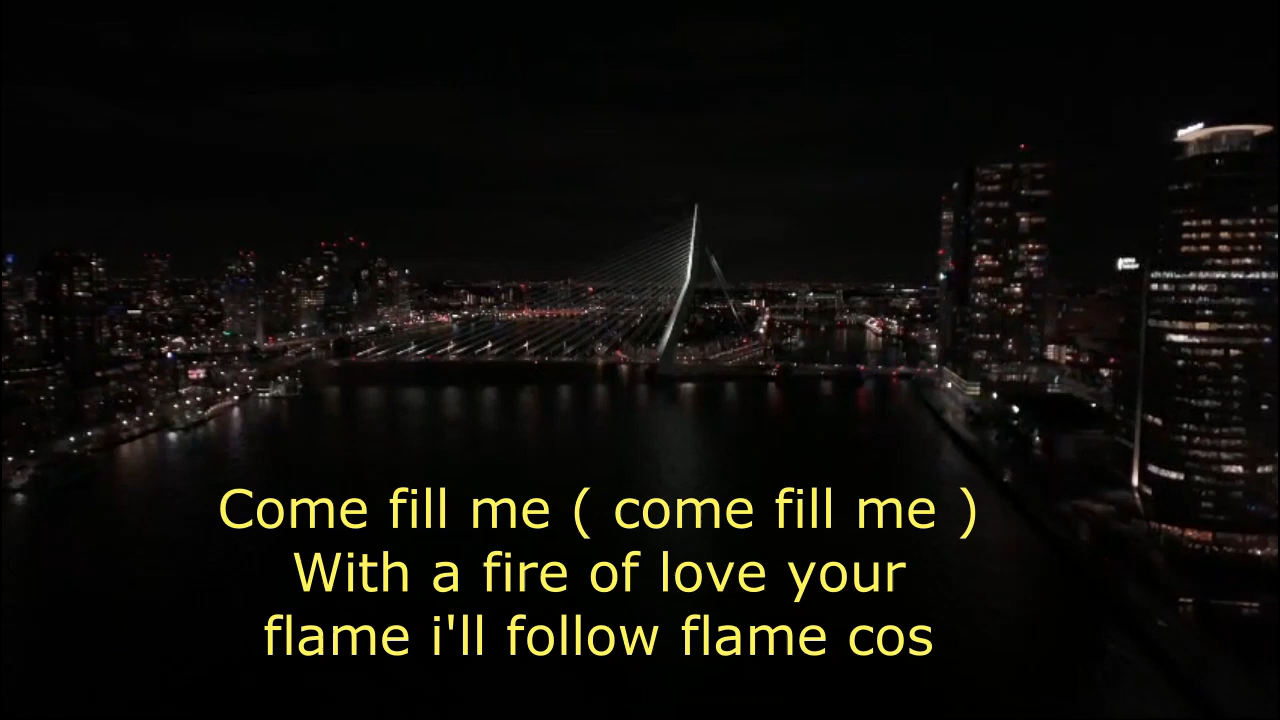 Come fill me ( come fill me )
With a fire of love your
flame i'll follow flame cos